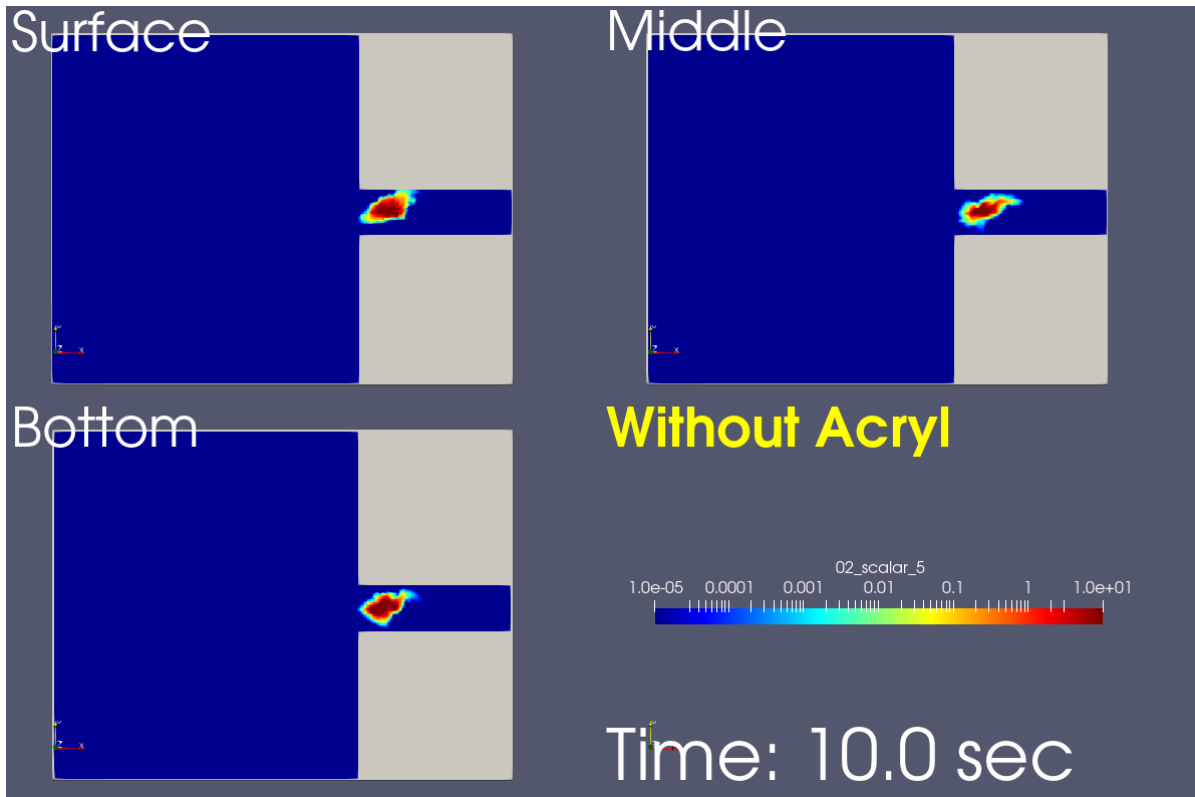 Surface
Middle
Bottom
Without Acryl
02_scalar_5
1.0e-05 0.0001 0.001 0.01 0.1 1 1.0e+01
Time: 10.0 sec